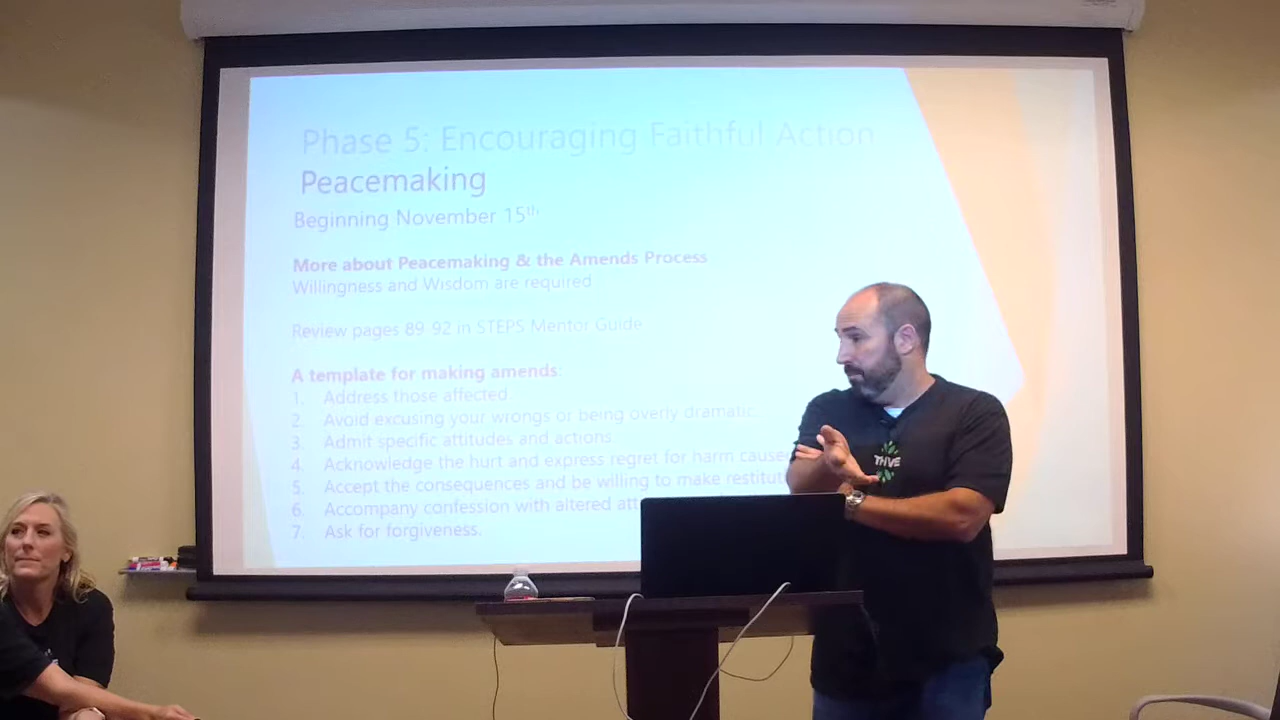 Phase 5: Encouraging Faithful Action
Peacemaking
Beginning November 15th
More about Peacemaking & the Amends Process
Willingness and Wisdom are required
Review pages 89-92 in STEPS Mentor Guide
A template for making amends:
1. Address those affected
2. Avoid excusing your wrongs or being overly dramatic
3. Admit specific attitudes and actions
4. Acknowledge the hurt and express regret for harm
5. Accept the consequences and be willing to make
6. Accompany confession with altered
7. Ask for forgiveness.